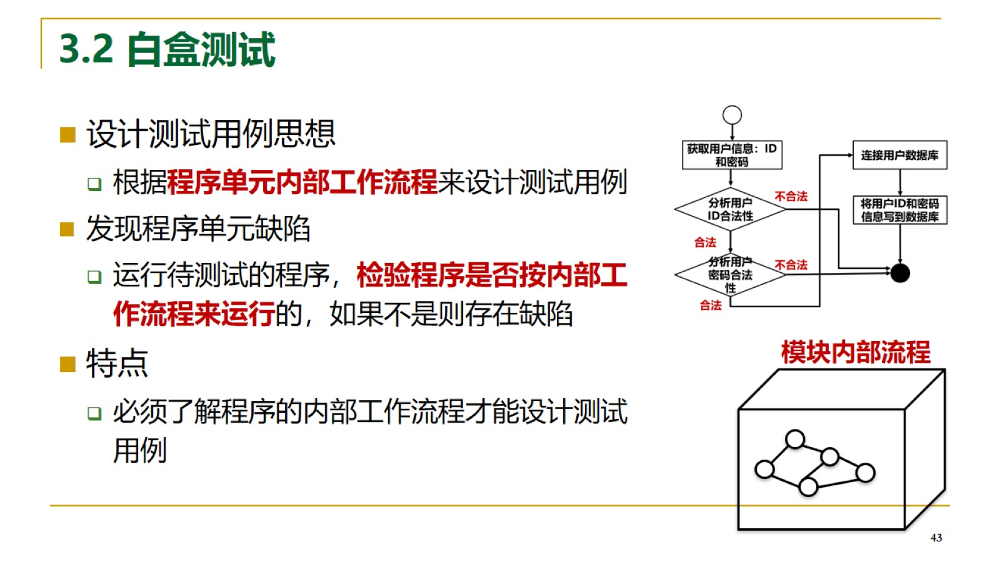 3.2 白盒测试
设计测试用例思想
根据程序单元内部工作流程来设计测试用例
发现程序单元缺陷
运行待测试的程序，检验程序是否按内部工
作流程来运行的，如果不是则存在缺陷
特点
必须了解程序的内部工作流程才能设计测试
用例
获取用户信息：ID
和密码
分析用户
ID合法性
不合法
合法
分析用户
密码合法
性
不合法
合法
连接用户数据库
将用户ID和密码
信息写到数据库
模块内部流程
43